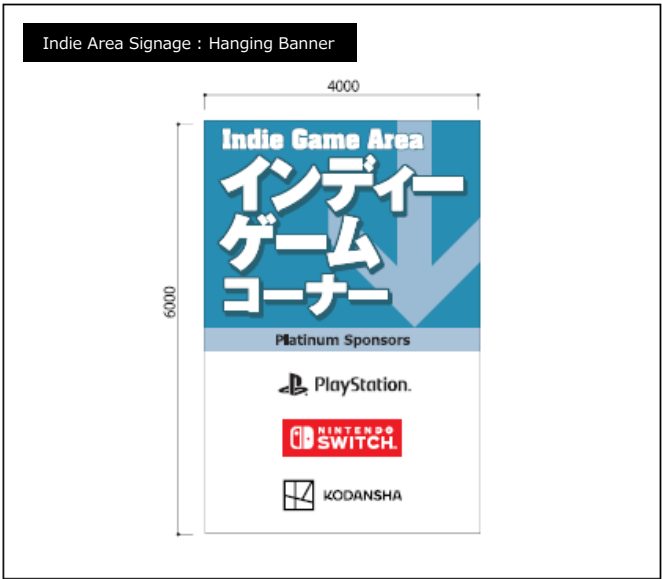 Indie Area Signage : Hanging Banner
4000
6000
Indie Game Area
インディー
ゲーム
コーナー
Platinum Sponsors
PlayStation.
NINTENDO
SWITCH.
KODANSHA